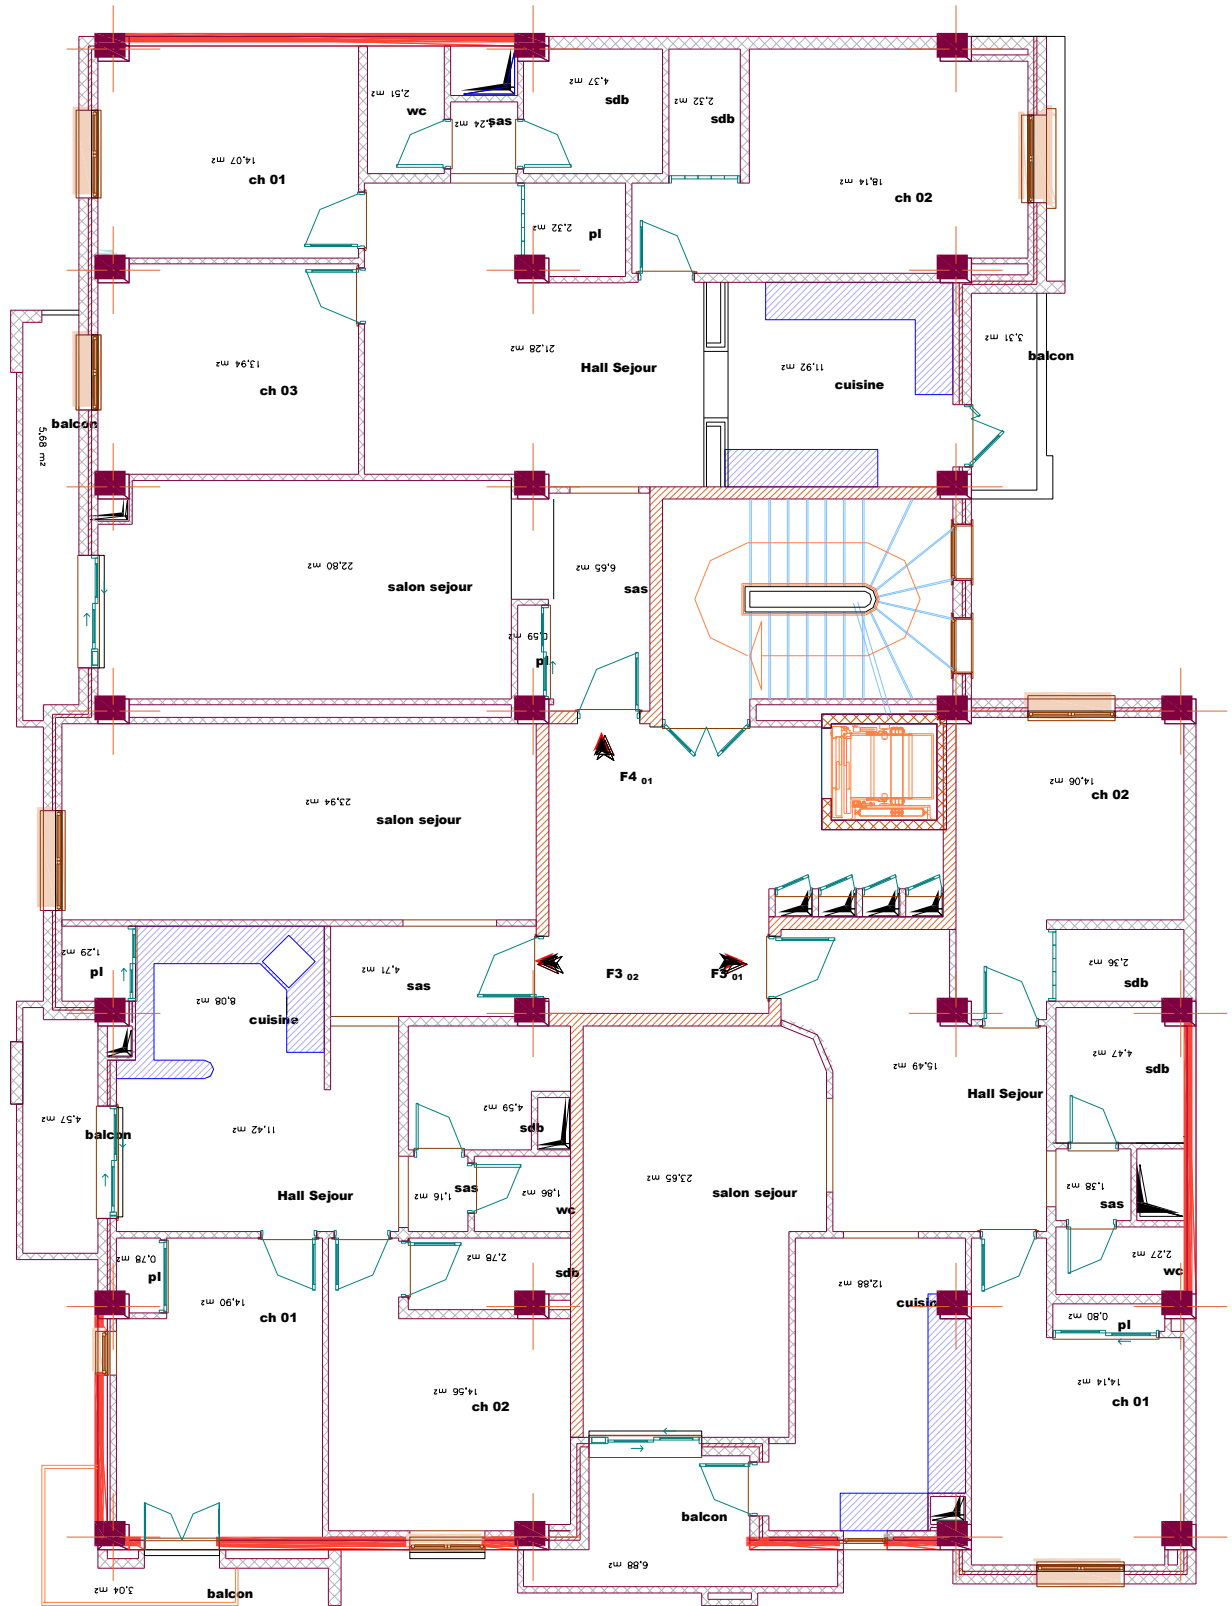 4,37 m²
sdb
2,51 m²
wc
2,32 m²
sdb
sas
14,07 m²
ch 01
18,14 m²
ch 02
2,32 m²
pl
21,28 m²
Hall Sejour
3,31 m²
balcon
13,94 m²
ch 03
11,92 m²
cuisine
balcon
5,68 m²
22,80 m²
salon sejour
6,65 m²
sas
0,59 m²
pl
F4 01
23,94 m²
salon sejour
14,06 m²
ch 02
1,29 m²
pl
4,71 m²
sas
F3 02
F3 01
2,36 m²
sdb
8,08 m²
cuisine
15,49 m²
Hall Sejour
4,47 m²
sdb
4,57 m²
balcon
11,42 m²
Hall Sejour
4,59 m²
sdb
1,16 m²
sas
1,86 m²
wc
23,65 m²
salon sejour
1,38 m²
sas
0,78 m²
pl
2,78 m²
sdb
2,27 m²
wc
14,90 m²
ch 01
12,88 m²
cuisine
0,80 m²
pl
14,56 m²
ch 02
14,14 m²
ch 01
balcon
6,88 m²
3,04 m²
balcon